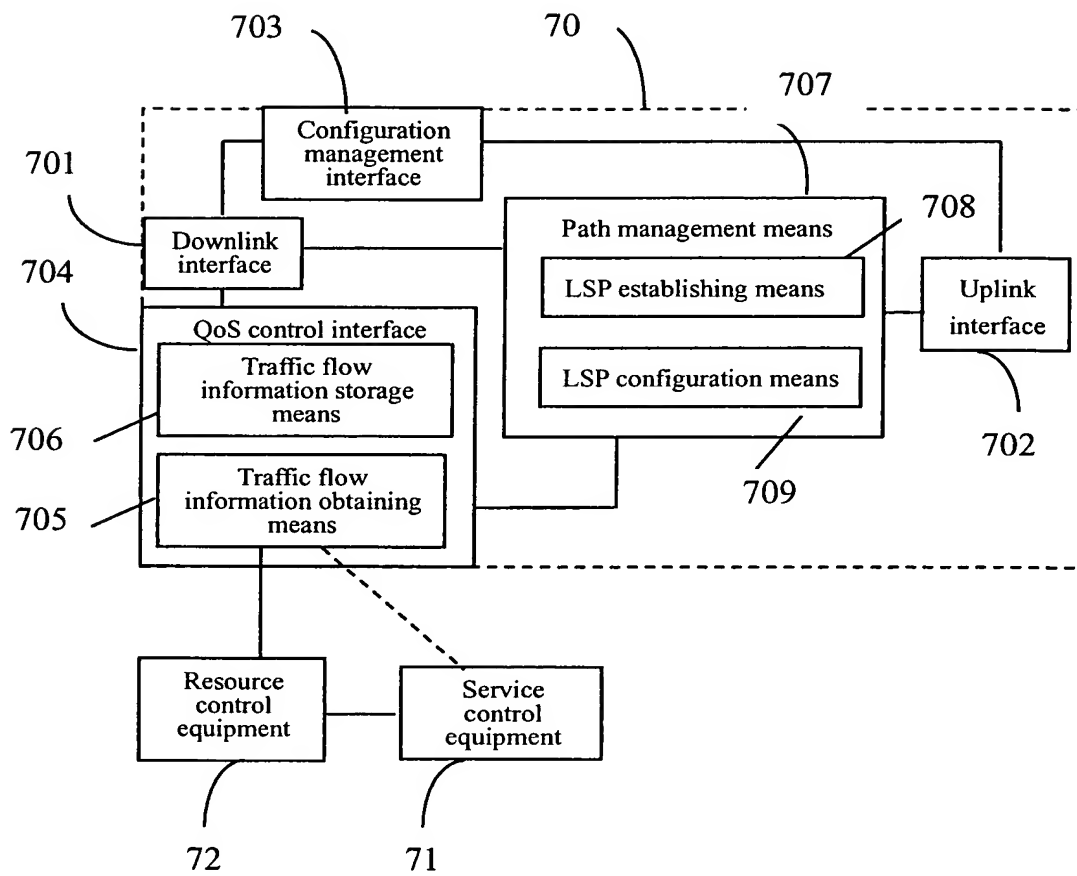 703
70
707
Configuration
management
interface
701
708
Path management means
Downlink
interface
LSP establishing means
Uplink
interface
704
QoS control interface
Traffic flow
information storage
means
LSP configuration means
706
702
Traffic flow
information obtaining
means
709
705
Resource
control
equipment
Service
control
equipment
72
71